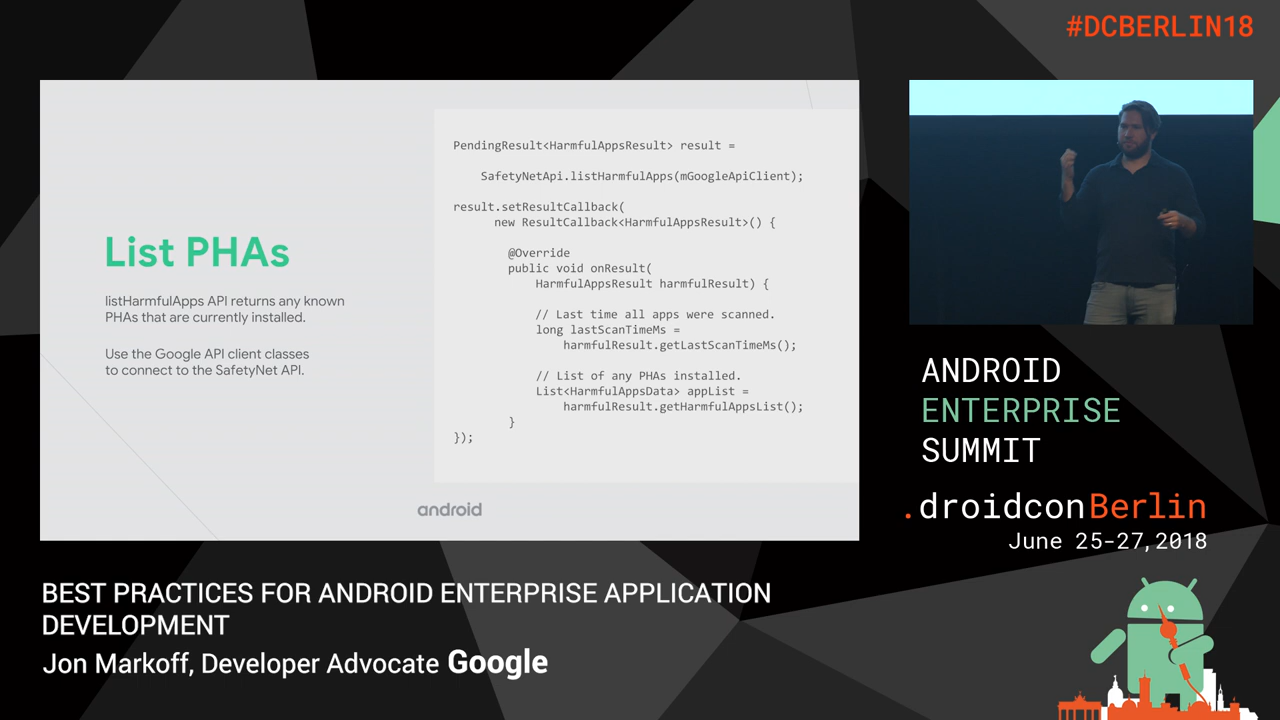 #DCBERLIN18
List PHAs
listHarmfulApps API returns any known
PHAs that are currently installed.
Use the Google API client classes
to connect to the SafetyNet API.
PendingResult<HarmfulAppsResult> result =
SafetyNetApi.listHarmfulApps(mGoogleApiClient);
result.setResultCallback(
new ResultCallback<HarmfulAppsResult>() {
@Override
public void onResult(
HarmfulAppsResult harmfulResult) {
// Last time all apps were scanned.
long lastScanTimeMs =
harmfulResult.getLastScanTimeMs();
// List of any PHAs installed.
List<HarmfulAppsData> appList =
harmfulResult.getHarmfulAppsList();
}
});
android
ANDROID
ENTERPRISE
SUMMIT
.droidconBerlin
June 25-27,2018
BEST PRACTICES FOR ANDROID ENTERPRISE APPLICATION
DEVELOPMENT
Jon Markoff, Developer Advocate Google